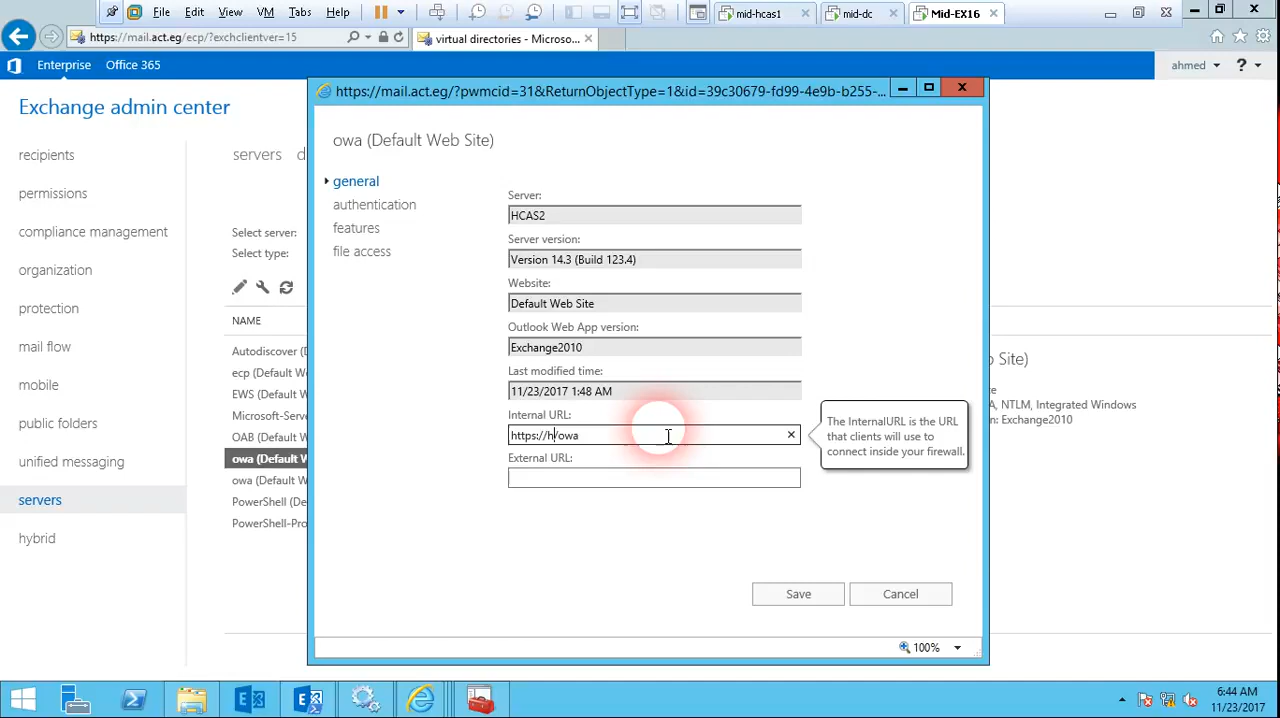 File Edit View VM Tabs Help
mid-hcas1 mid-dc Mid-EX16
https://mail.act.eg/ecp/?exchclientver=15
virtual directories - Microso...
Enterprise Office 365
ahmed ?
Exchange admin center
recipients
permissions
compliance management
organization
protection
mail flow
mobile
public folders
unified messaging
servers
hybrid
servers d
Select server:
Select type:
NAME
Autodiscover (D
ecp (Default We
EWS (Default W
Microsoft-Serve
OAB (Default W
owa (Default W
owa (Default We
PowerShell (Def
PowerShell-Prox
https://mail.act.eg/?pwmcid=31&ReturnObjectType=1&id=39c30679-fd99-4e9b-b255-...
owa (Default Web Site)
general
authentication
features
file access
Server:
HCAS2
Server version:
Version 14.3 (Build 123.4)
Website:
Default Web Site
Outlook Web App version:
Exchange2010
Last modified time:
11/23/2017 1:48 AM
Internal URL:
https://h/owa
External URL:
The InternalURL is the URL
that clients will use to
connect inside your firewall.
Save Cancel
100%
Site)
A, NTLM, Integrated Windows
: Exchange2010
6:44 AM
11/23/2017